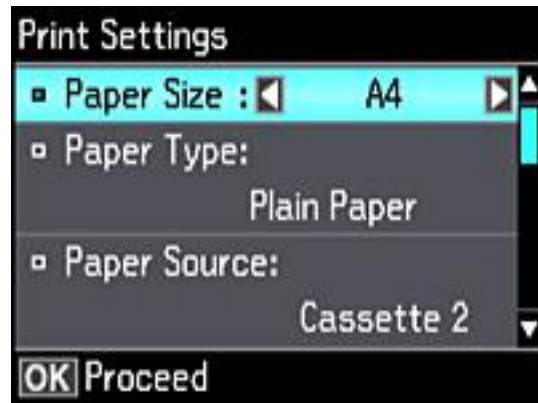 Print Settings
Paper Size : A4
Paper Type:
Plain Paper
Paper Source:
Cassette 2
OK Proceed